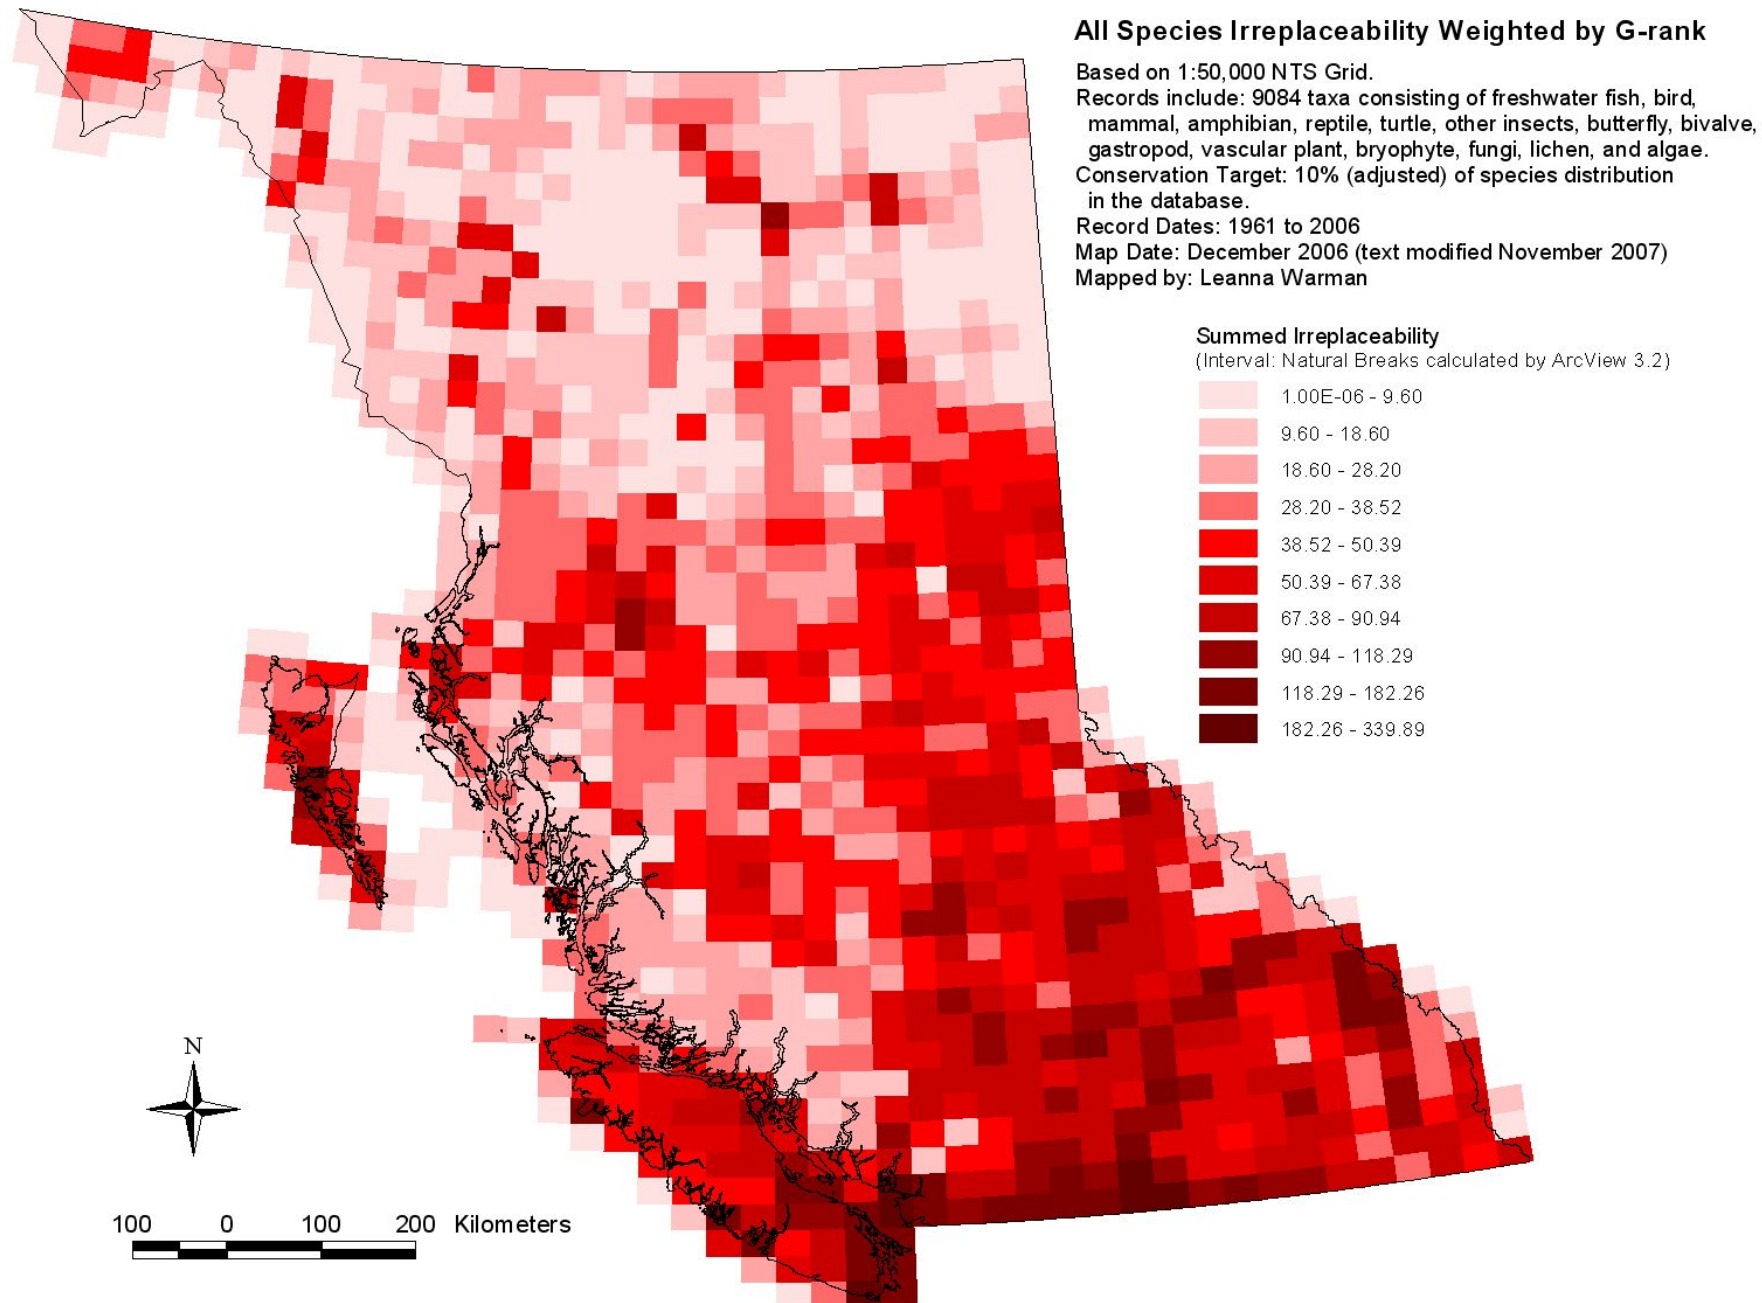 All Species Irreplaceability Weighted by G-rank
Based on 1:50,000 NTS Grid.
Records include: 9084 taxa consisting of freshwater fish, bird,
mammal, amphibian, reptile, turtle, other insects, butterfly, bivalve,
gastropod, vascular plant, bryophyte, fungi, lichen, and algae.
Conservation Target: 10% (adjusted) of species distribution
in the database.
Record Dates: 1961 to 2006
Map Date: December 2006 (text modified November 2007)
Mapped by: Leanna Warman
Summed Irreplaceability
(Interval: Natural Breaks calculated by ArcView 3.2)
1.00E-06 - 9.60
9.60 - 18.60
18.60 - 28.20
28.20 - 38.52
38.52 - 50.39
50.39 - 67.38
67.38 - 90.94
90.94 - 118.29
118.29 - 182.26
182.26 - 339.89
N
100 0 100 200 Kilometers